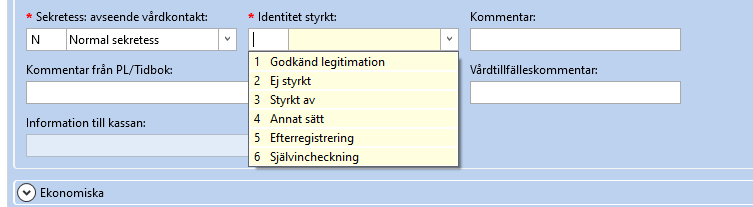 * Sekretess: avseende vårdkontakt: * Identitet styrkt: Kommentar:
N Normal sekretess
1 Godkänd legitimation
Kommentar från PL/Tidbok: 2 Ej styrkt Vårdtillfälleskommentar:
3 Styrkt av
4 Annat sätt
Information till kassan: 5 Efterregistrering
6 Självincheckning
Ekonomiska